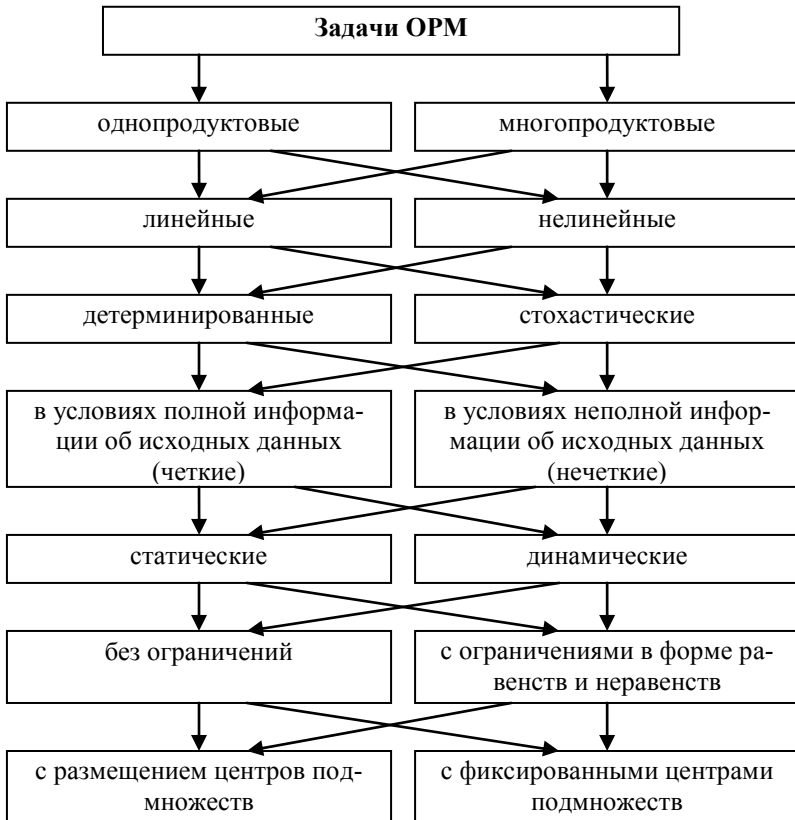 Задачи ОРМ
однопродуктовые
многопродуктовые
линейные
нелинейные
детерминированные
стохастические
в условиях полной информа-
ции об исходных данных
(четкие)
в условиях неполной инфор-
мации об исходных данных
(нечеткие)
статические
динамические
без ограничений
с ограничениями в форме ра-
венств и неравенств
с размещением центров под-
множеств
с фиксированными центрами
подмножеств